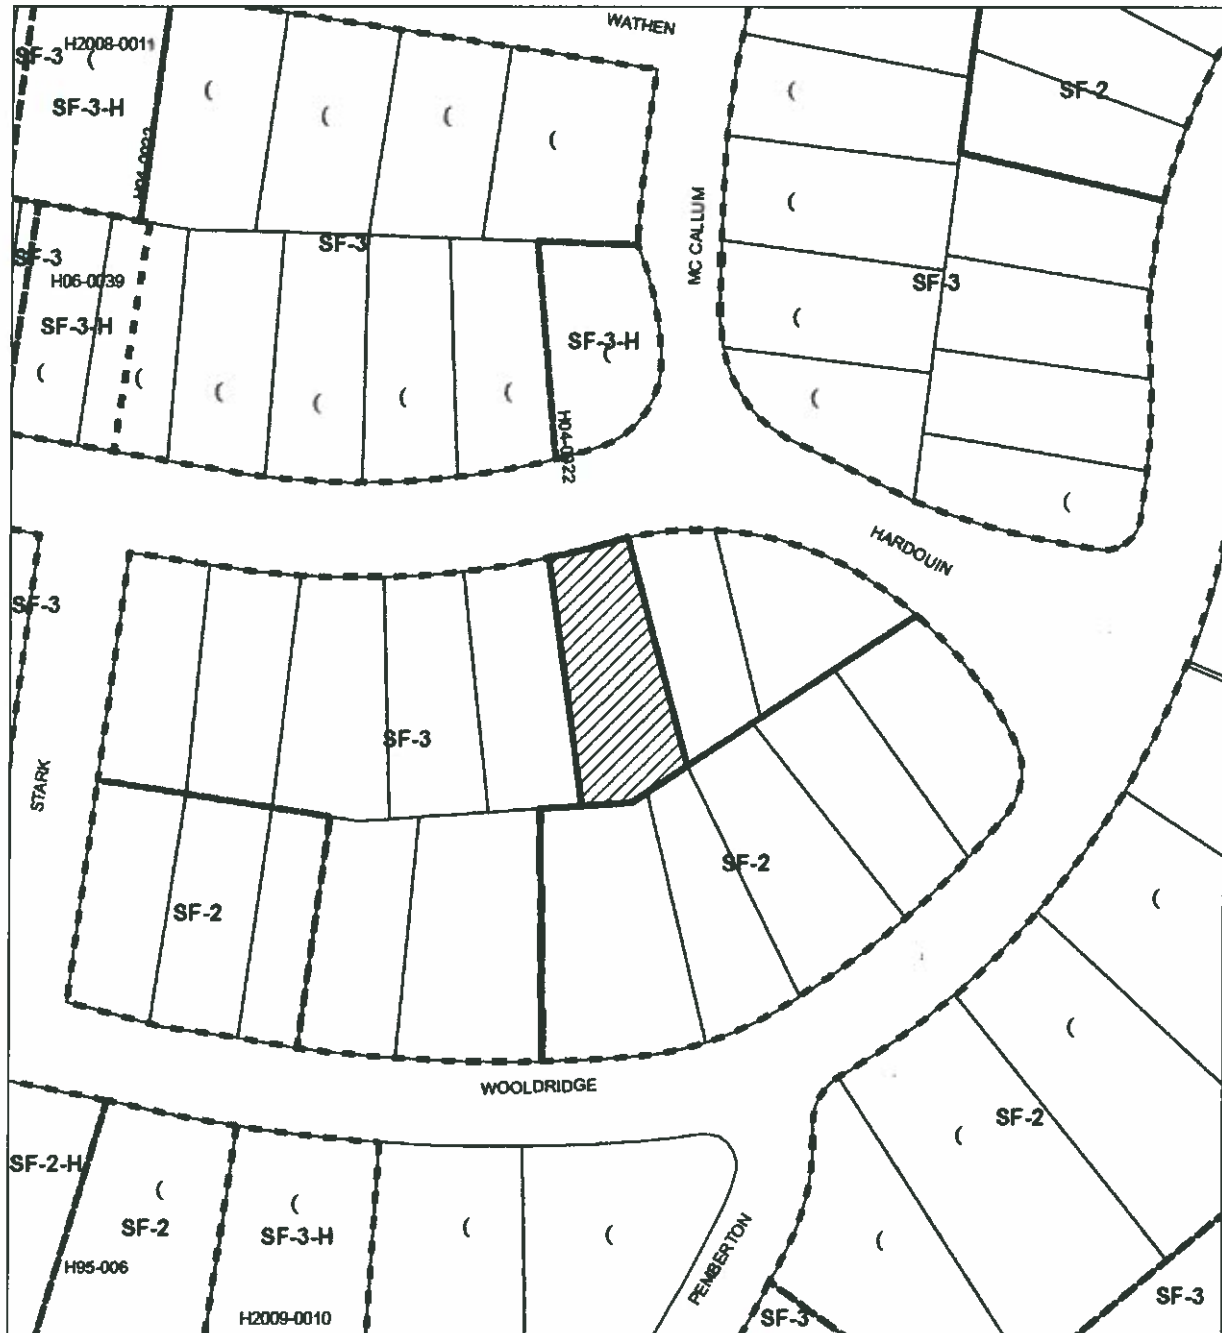 WATHEN
H2008-0011
SF-3
SF-3-H
SF-2
MC CALLUM
SF-3
SF-3
H06-0039
SF-3
SF-3-H
SF-3-H
H04-0022
HARDOUIN
SF-3
SF-3
STARK
SF-2
SF-2
WOOLDRIDGE
SF-2
SF-2-H
SF-2
SF-3-H
H95-006
H2009-0010
PEMBERTON
SF-3
SF-3